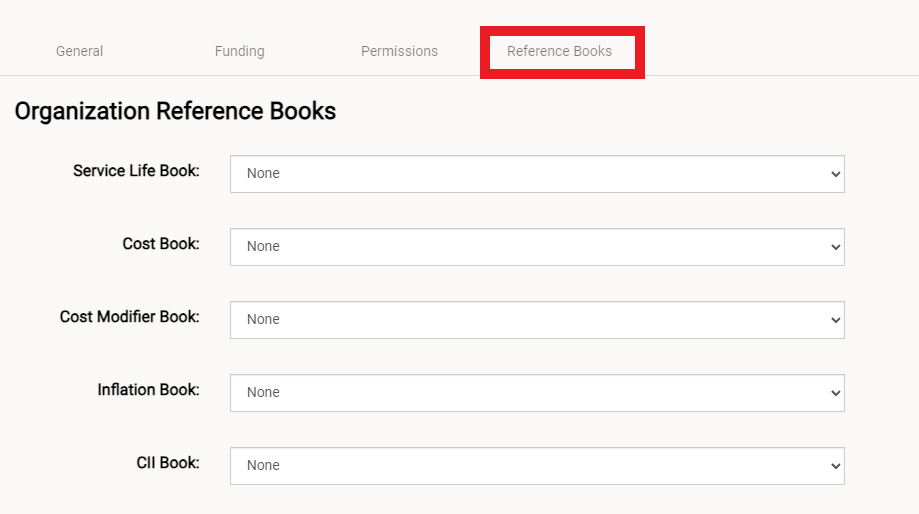 General Funding Permissions Reference Books
Organization Reference Books
Service Life Book: None
Cost Book: None
Cost Modifier Book: None
Inflation Book: None
CII Book: None